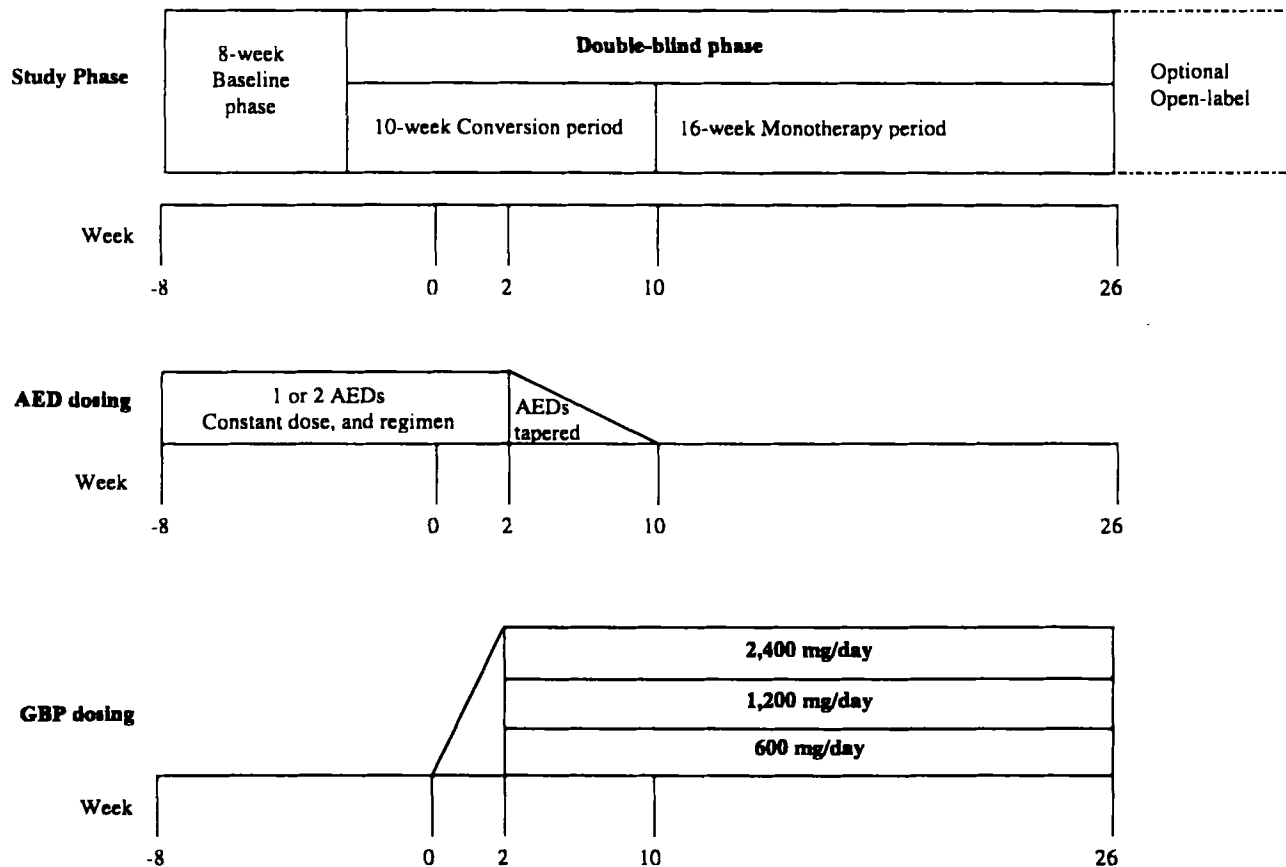 Study Phase
8-week
Baseline
phase
Double-blind phase
10-week Conversion period
16-week Monotherapy period
Optional
Open-label
Week
-8
0
2
10
26
AED dosing
1 or 2 AEDs
Constant dose, and regimen
AEDs
tapered
Week
-8
0
2
10
26
GBP dosing
2,400 mg/day
1,200 mg/day
600 mg/day
Week
-8
0
2
10
26